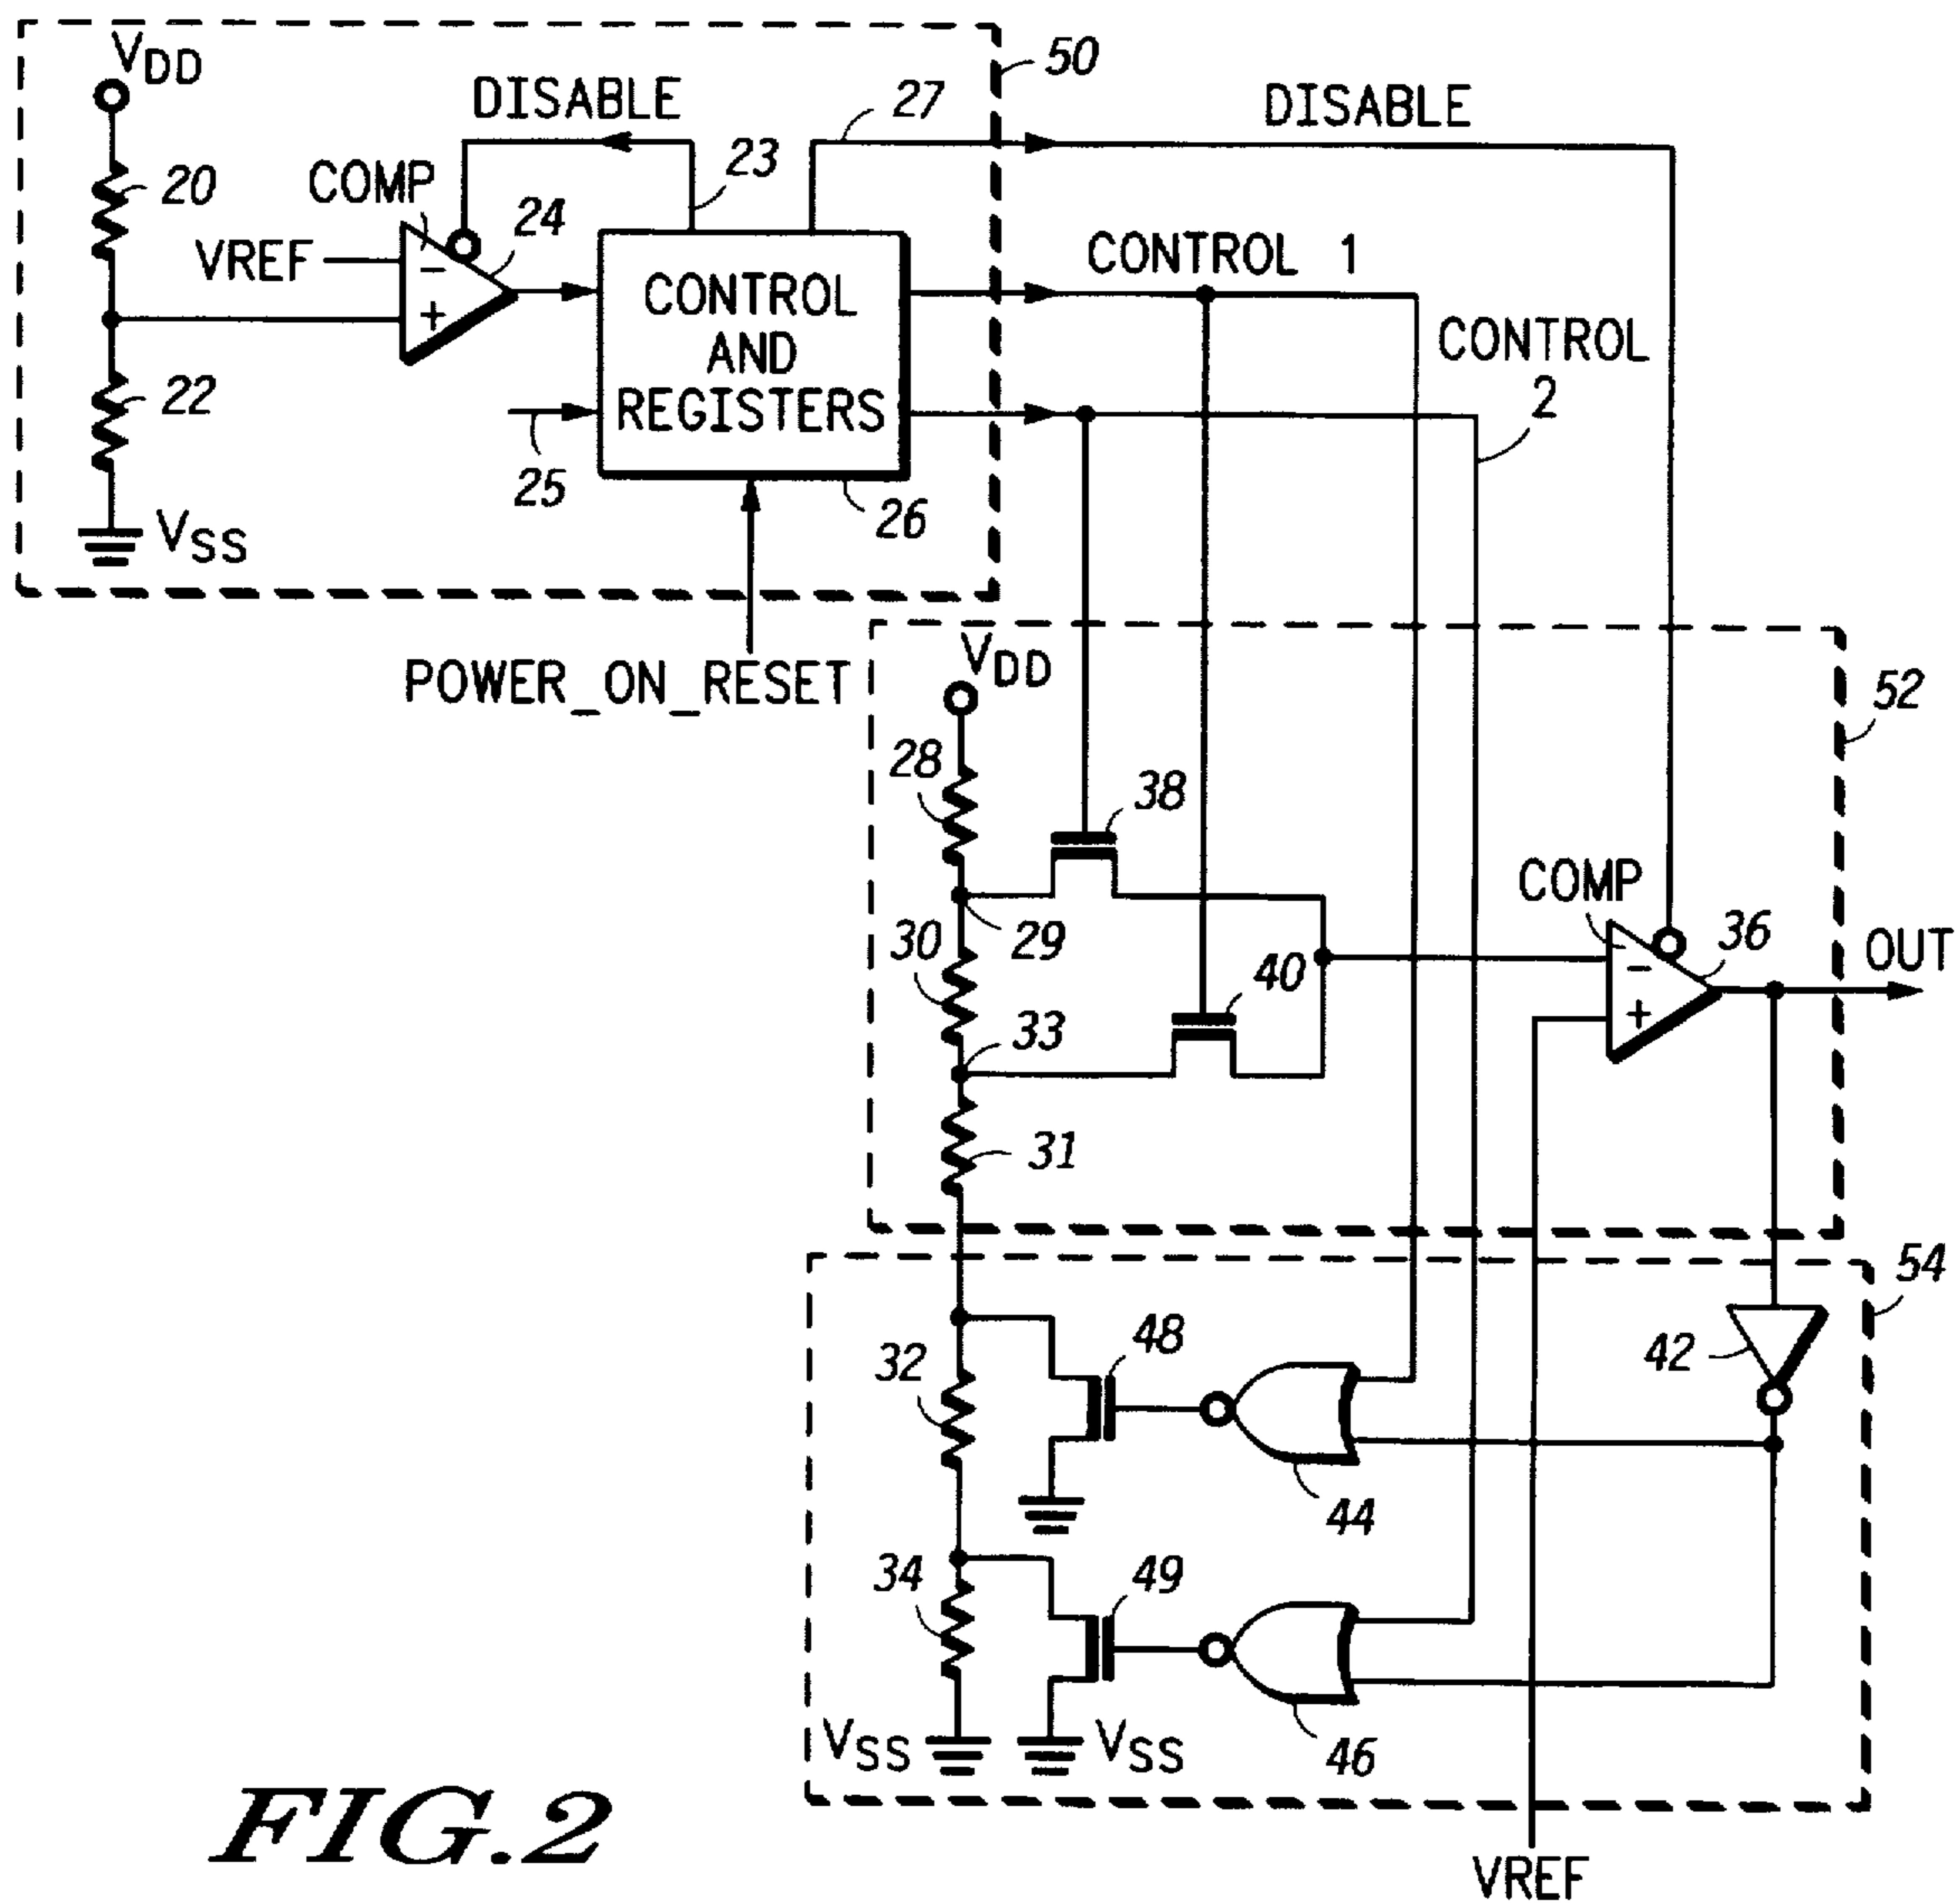 VDD
50
DISABLE
27
DISABLE
23
20
COMP
24
VREF
−
+
CONTROL
AND
REGISTERS
CONTROL 1
CONTROL
2
22
25
26
VSS
POWER_ON_RESET
VDD
52
28
38
COMP
29
30
36
OUT
40
−
+
33
31
54
48
42
32
44
34
49
VSS
VSS
46
VREF
FIG.2